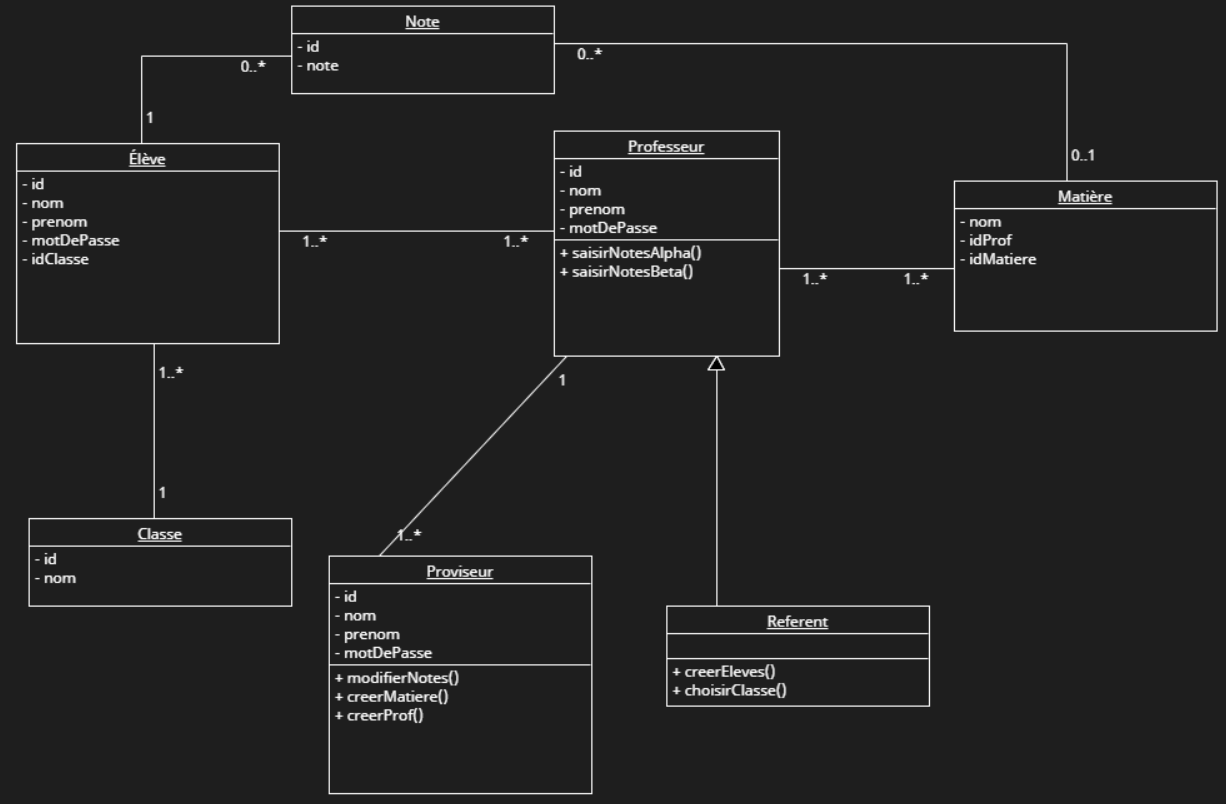 Note
- id
- note
0..*
0..*
1
0..1
Élève
- id
- nom
- prenom
- motDePasse
- idClasse
1..*
1..*
Professeur
- id
- nom
- prenom
- motDePasse
+ saisirNotesAlpha()
+ saisirNotesBeta()
1..*
1..*
Matière
- nom
- idProf
- idMatiere
1..*
1
1
1..*
Classe
- id
- nom
Proviseur
- id
- nom
- prenom
- motDePasse
+ modifierNotes()
+ creerMatiere()
+ creerProf()
Referent
+ creerEleves()
+ choisirClasse()